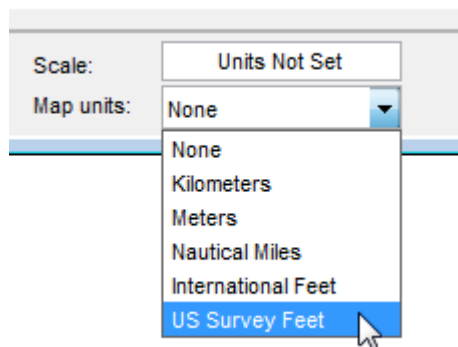 Scale: Units Not Set
Map units: None
None
Kilometers
Meters
Nautical Miles
International Feet
US Survey Feet